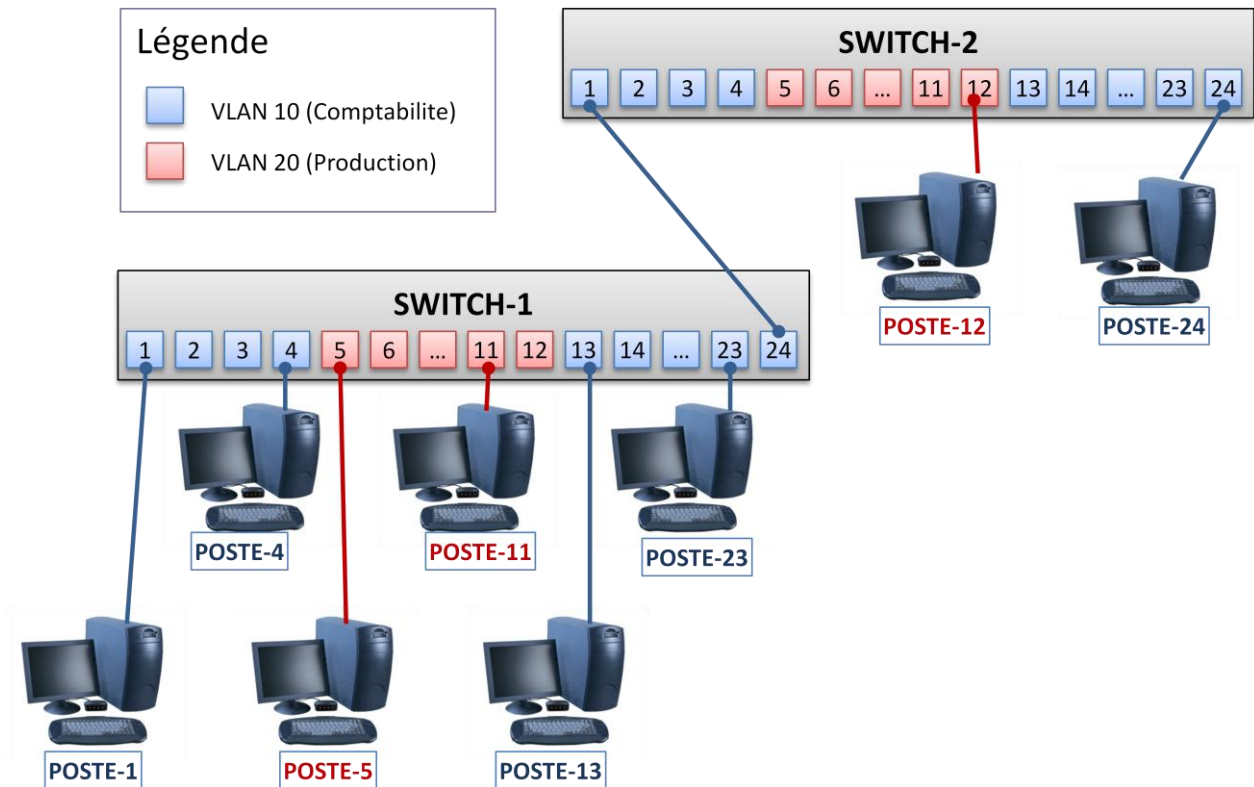 Légende
VLAN 10 (Comptabilite)
VLAN 20 (Production)
SWITCH-2
1 2 3 4 5 6 ... 11 12 13 14 ... 23 24
POSTE-12
POSTE-24
SWITCH-1
1 2 3 4 5 6 ... 11 12 13 14 ... 23 24
POSTE-4
POSTE-11
POSTE-23
POSTE-1
POSTE-5
POSTE-13